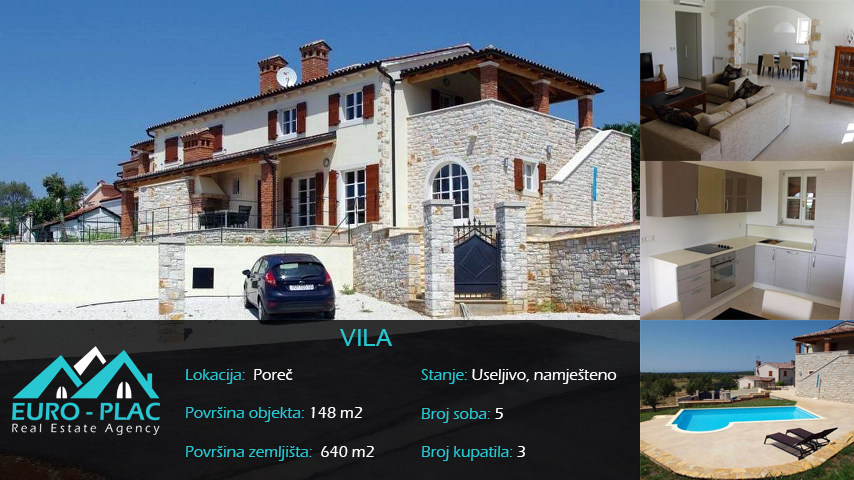 VILA
EURO - PLAC
Real Estate Agency
Lokacija: Poreč
Površina objekta: 148 m2
Površina zemljišta: 640 m2
Stanje: Useljivo, namješteno
Broj soba: 5
Broj kupatila: 3